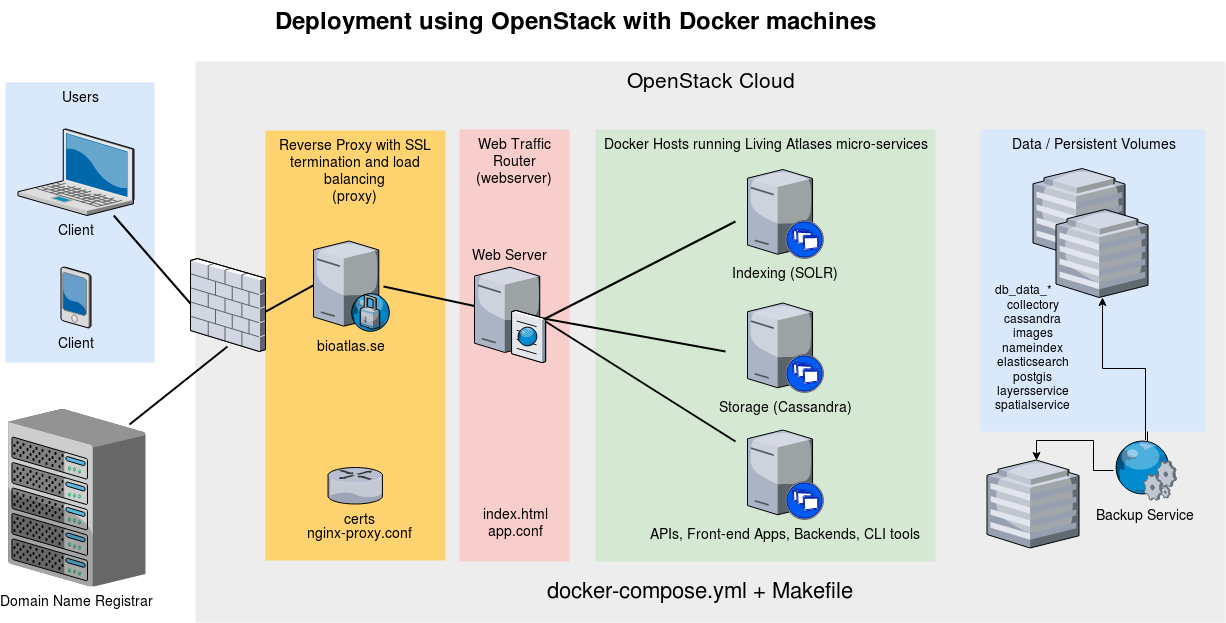 Deployment using OpenStack with Docker machines
OpenStack Cloud
Users
Client
Client
Domain Name Registrar
Reverse Proxy with SSL
termination and load
balancing
(proxy)
bioatlas.se
certs
nginx-proxy.conf
Web Traffic
Router
(webserver)
Web Server
index.html
app.conf
Docker Hosts running Living Atlases micro-services
Indexing (SOLR)
Storage (Cassandra)
APIs, Front-end Apps, Backends, CLI tools
Data / Persistent Volumes
db_data_*
collectory
cassandra
images
nameindex
elasticsearch
postgis
layersservice
spatialservice
Backup Service
docker-compose.yml + Makefile